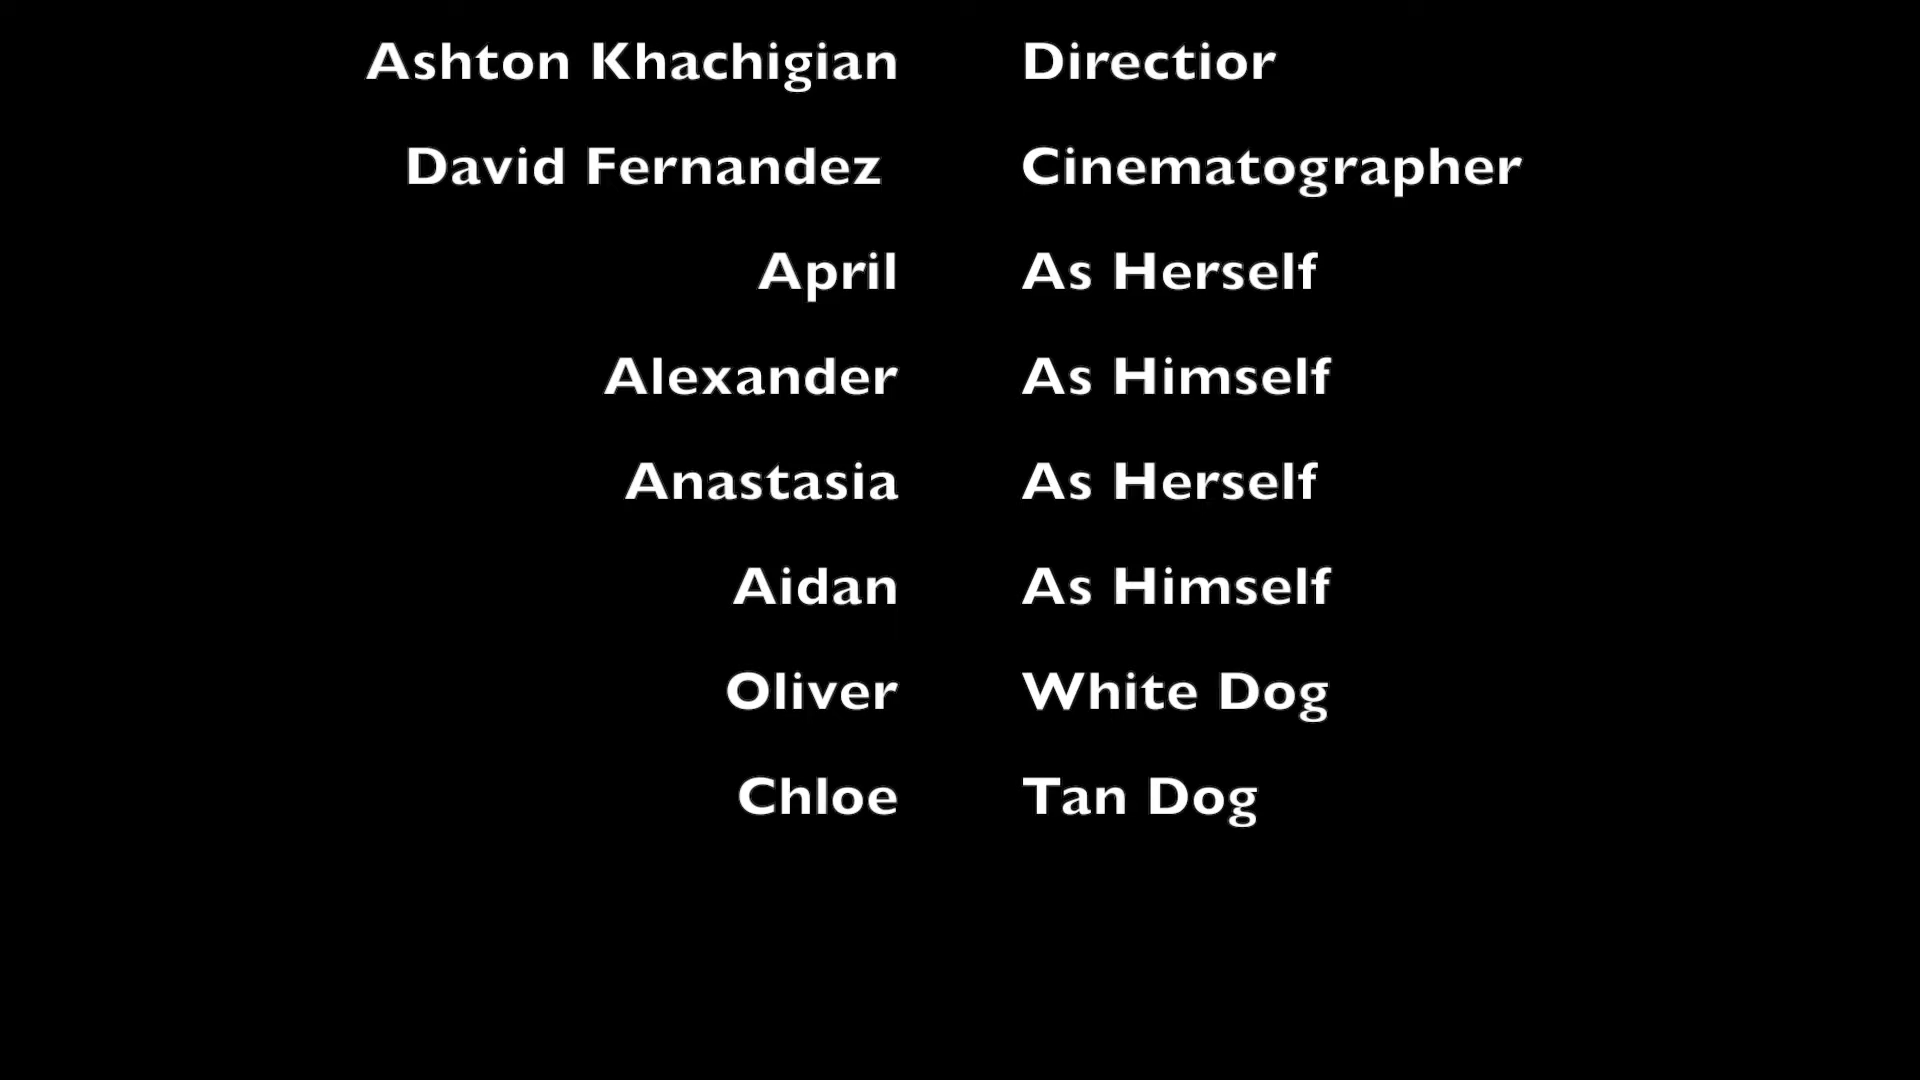 Ashton Khachigian Directior
David Fernandez Cinematographer
April As Herself
Alexander As Himself
Anastasia As Herself
Aidan As Himself
Oliver White Dog
Chloe Tan Dog